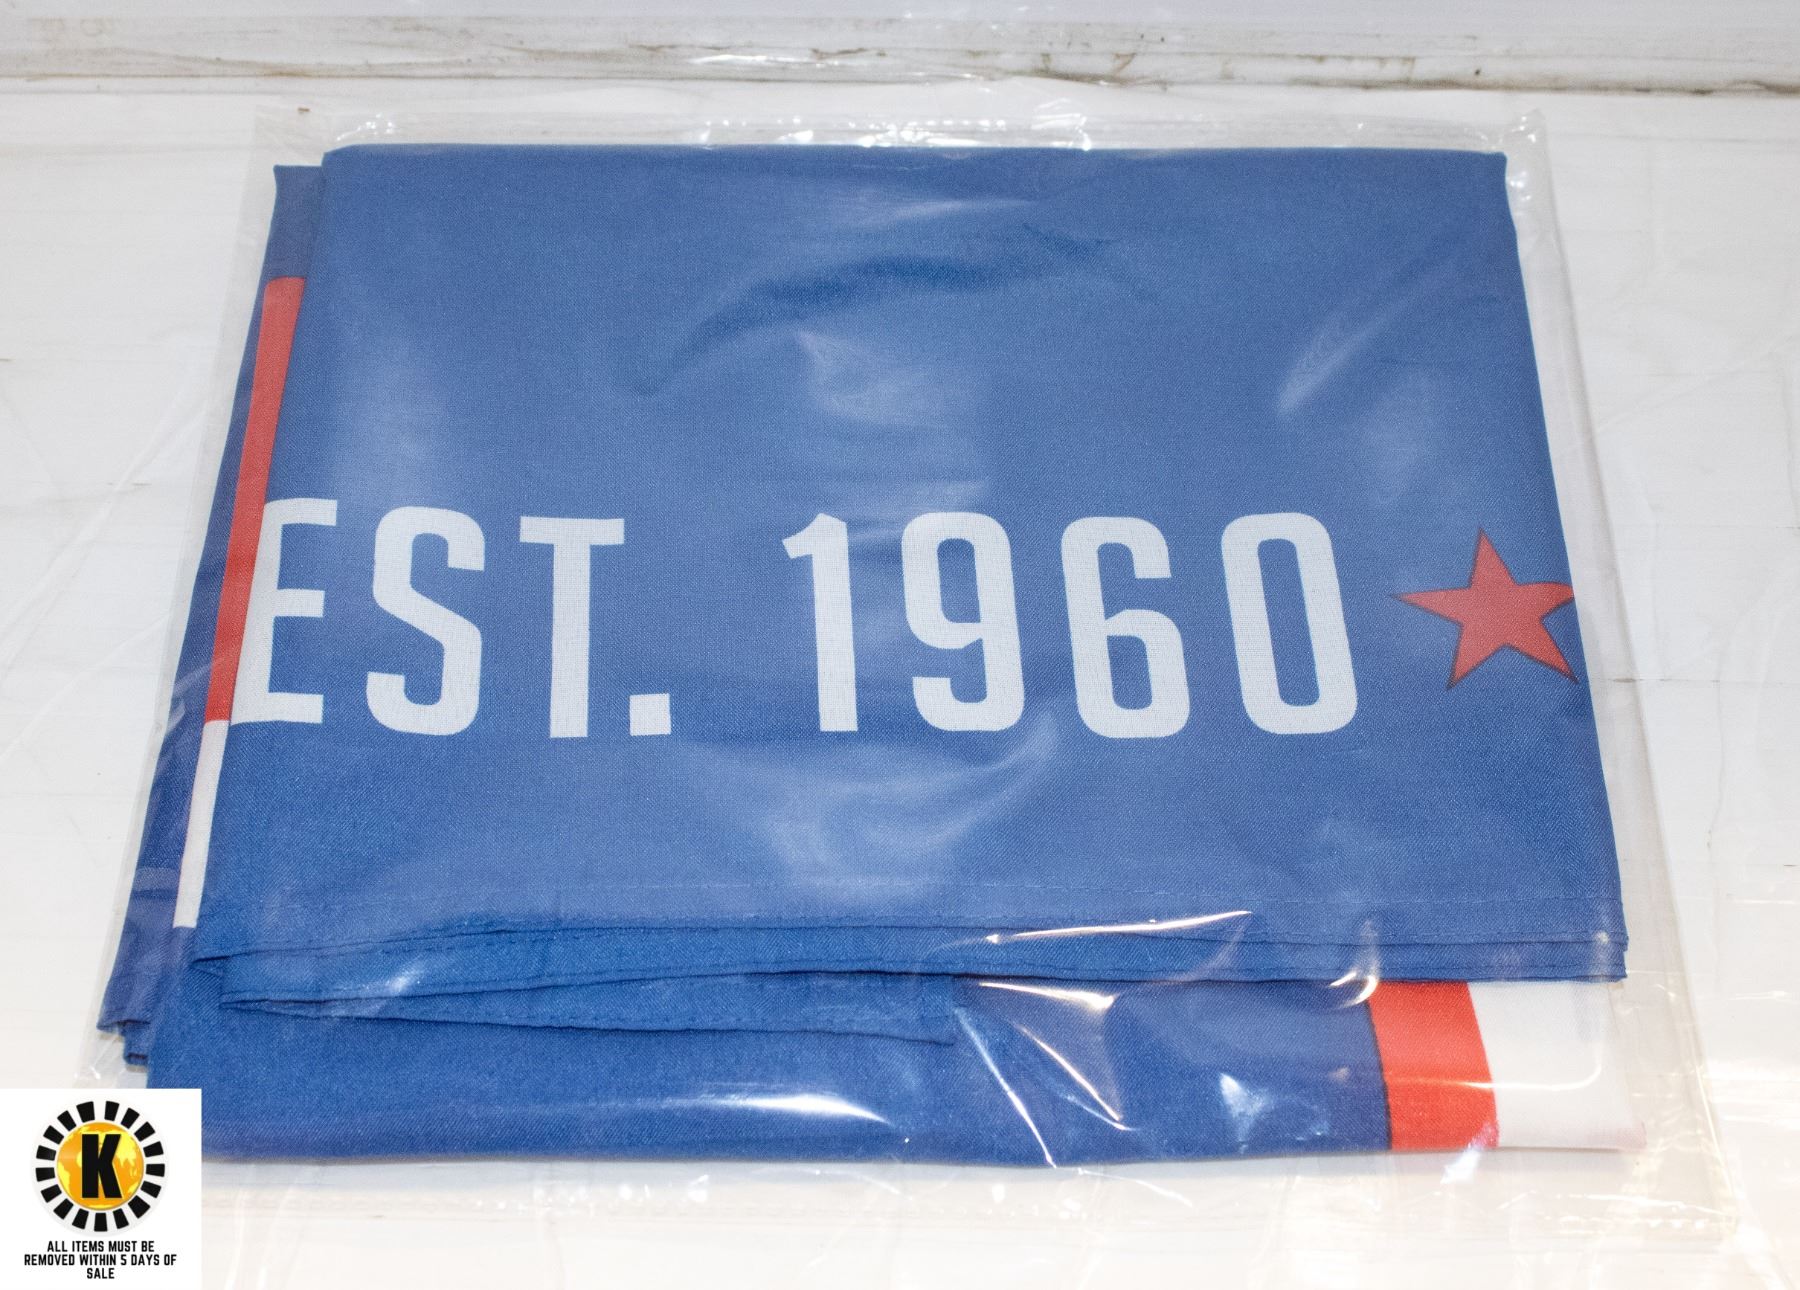 EST. 1960
K
ALL ITEMS MUST BE
REMOVED WITHIN 5 DAYS OF
SALE